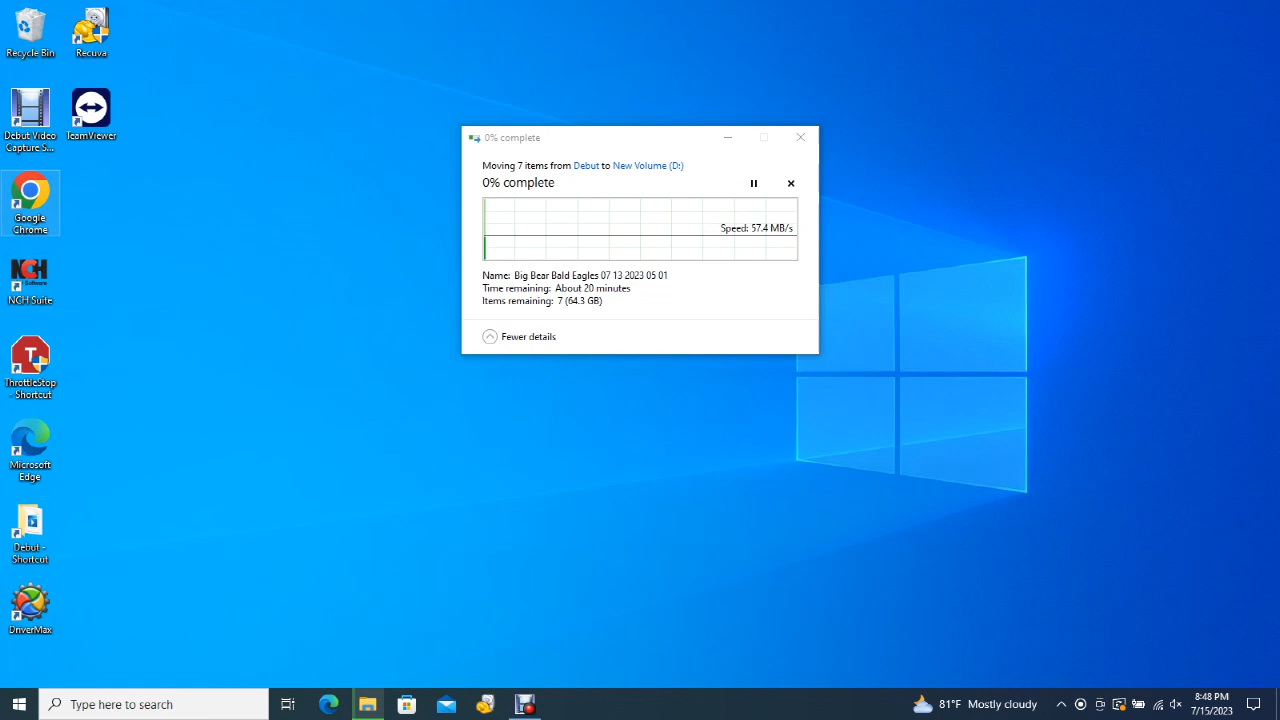 Recycle Bin
Recuva
Debut Video
Capture S...
TeamViewer
Google
Chrome
NCH Software
NCH Suite
T
ThrottleStop
- Shortcut
Microsoft
Edge
Debut -
Shortcut
DriverMax
0% complete
Moving 7 items from Debut to New Volume (D:)
0% complete
Speed: 57.4 MB/s
Name: Big Bear Bald Eagles 07 13 2023 05 01
Time remaining: About 20 minutes
Items remaining: 7 (64.3 GB)
Fewer details
Type here to search
81°F Mostly cloudy
8:48 PM
7/15/2023